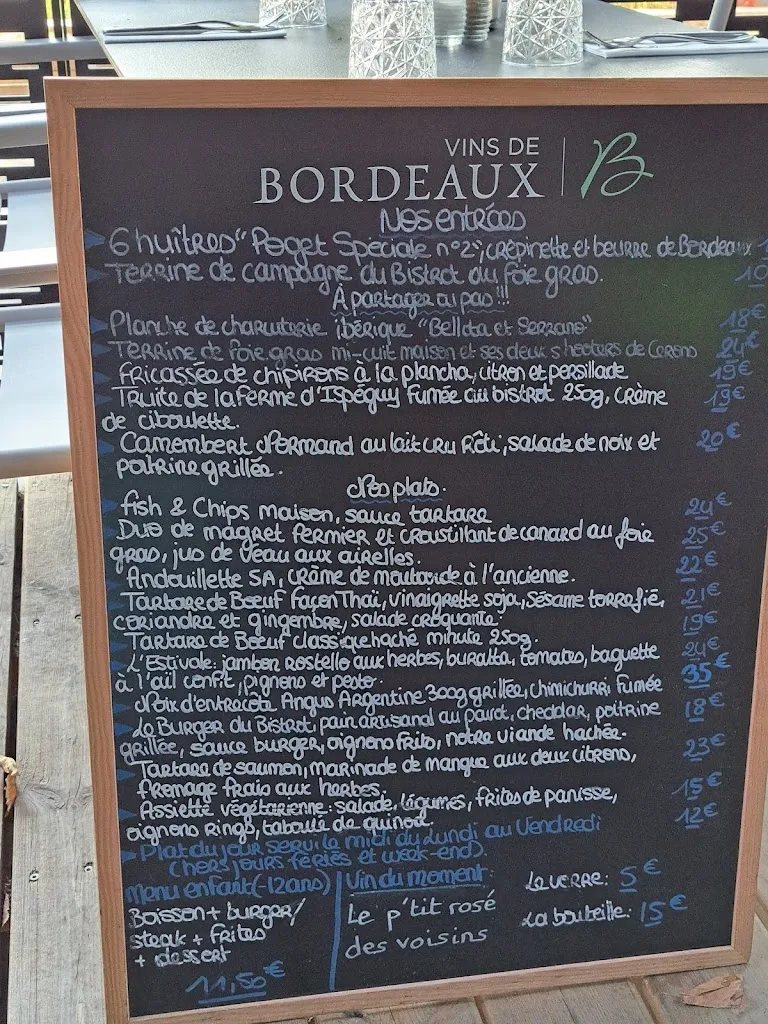 VINS DE
BORDEAUX B
Nos entrées
6 huîtres "Poget Spéciale n°2", crépinette et beurre de Bordeaux 1
Terrine de campagne du Bistrot au foie gras. 10
À partager ou pas !!!
Planche de charcuterie ibérique "Bellota et Serrano" 18€
Terrine de foie gras mi-cuit maison et ses deux shooters de Cerons 24€
Fricassée de chipirons à la plancha, citron et persillade 19€
Truite de la ferme d'Ispéguy Fumée au bistrot 250g, crème 19€
de ciboulette.
Camembert Normand au lait cru Rôti, salade de noix et 20€
poitrine grillée.
Nos plats.
Fish & Chips maison, sauce tartare 24€
Duo de magret fermier et croustillant de canard au foie 25€
gras, jus de veau aux airelles.
Andouillette 5A, crème de moutarde à l'ancienne. 22€
Tartare de Boeuf façon Thaï, vinaigrette soja, sésame torréfié, 21€
coriandre et gingembre, salade croquante.
Tartare de Boeuf classique haché minute 250g. 19€
L'Estivale: jambon Rostello aux herbes, buratta, tomates, baguette 24€
à l'ail confit, pignons et pesto.
Noix d'entrecôte Angus Argentine 300g grillée, chimichurri fumée 35€
Le Burger du Bistrot, pain artisanal au pavot, cheddar, poitrine 18€
grillée, sauce burger, oignons frits, notre viande hachée.
Tartare de saumon, marinade de mangue aux deux citrons, 23€
fromage frais aux herbes.
Assiette végétarienne: salade, légumes, frites de panisse, 15€
oignons rings, taboulé de quinoa.
Plat du jour servi le midi du Lundi au Vendredi 12€
(hors jours fériés et week-end).
Menu enfant (-12ans)
Boisson + burger/
steak + frites
+ dessert
11,50€
Vin du moment:
Le p'tit rosé
des voisins
Le verre: 5€
La bouteille: 15€